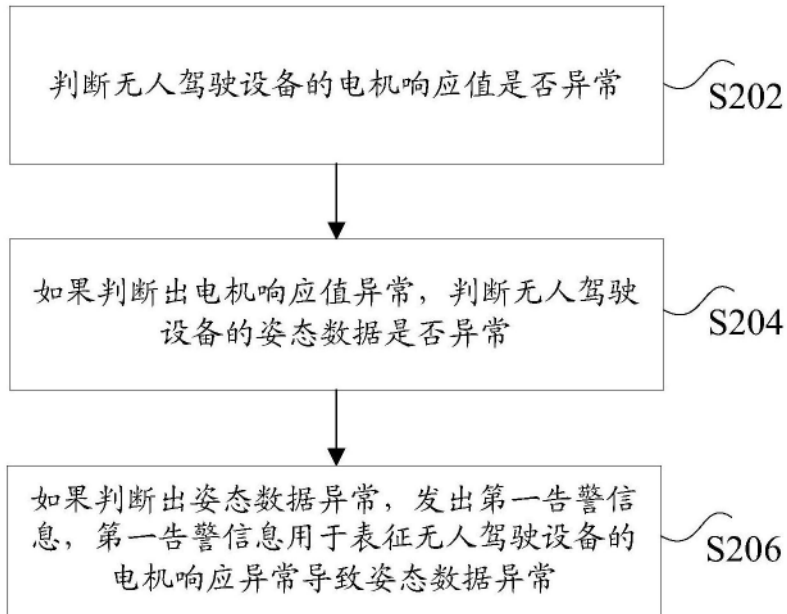 判断无人驾驶设备的电机响应值是否异常
S202
如果判断出电机响应值异常，判断无人驾驶
设备的姿态数据是否异常
S204
如果判断出姿态数据异常，发出第一告警信
息，第一告警信息用于表征无人驾驶设备的
电机响应异常导致姿态数据异常
S206